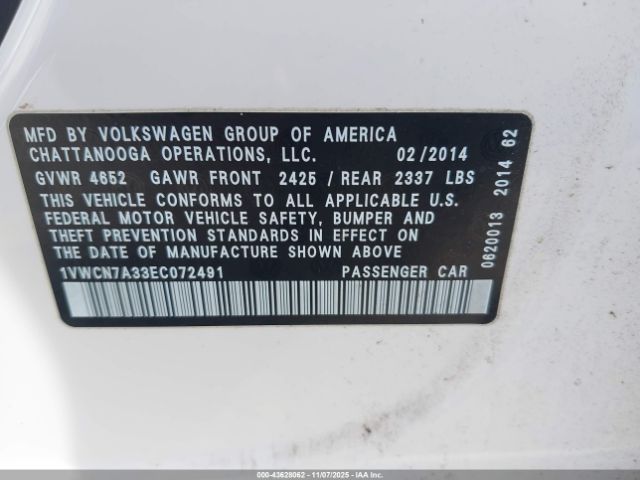 MFD BY VOLKSWAGEN GROUP OF AMERICA
CHATTANOOGA OPERATIONS, LLC. 02/2014
GVWR 4652 GAWR FRONT 2425 / REAR 2337 LBS
THIS VEHICLE CONFORMS TO ALL APPLICABLE U.S.
FEDERAL MOTOR VEHICLE SAFETY, BUMPER AND
THEFT PREVENTION STANDARDS IN EFFECT ON
THE DATE OF MANUFACTURE SHOWN ABOVE
1VWCN7A33EC072491 PASSENGER CAR
0620013 2014 62
000-43628062 - 11/07/2025 -